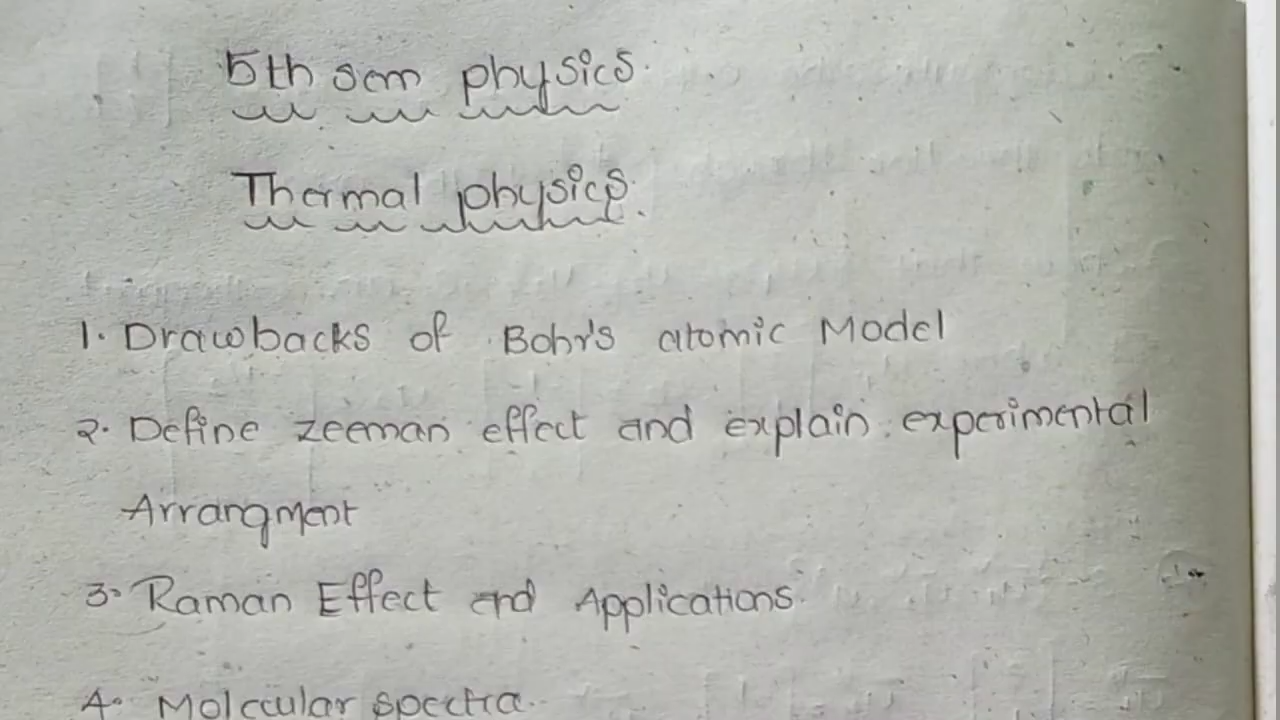 5th sem physics.
Thermal physics.
1. Drawbacks of Bohr's atomic Model
2. Define zeeman effect and explain experimental
Arrangment
3. Raman Effect and Applications.
4. Molecular spectra.